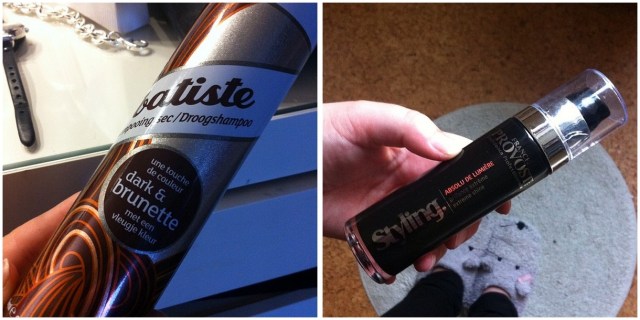 batiste
shampooing sec/Droogshampoo
une touche
de couleur
dark &
brunette
met een
vleugje kleur
PROVOST
Styling.
ABSOLU DE LUMIÈRE